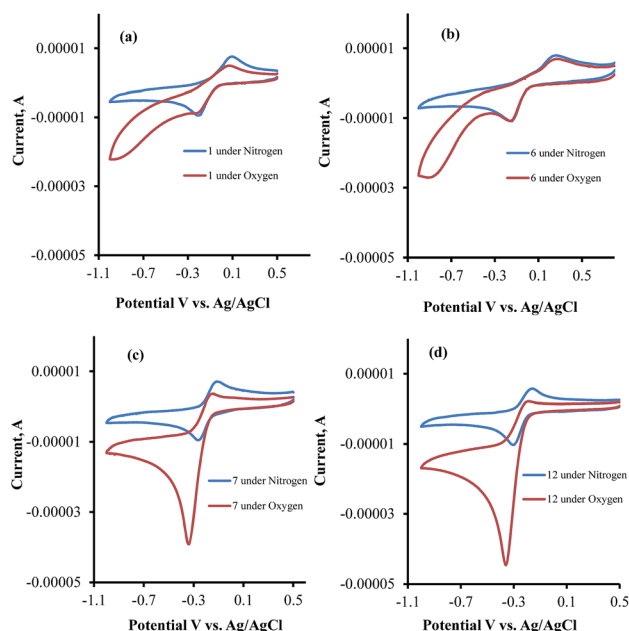 (a)
0.00001
-0.00001
-0.00003
-0.00005
Current, A
1 under Nitrogen
1 under Oxygen
-1.1 -0.7 -0.3 0.1 0.5
Potential V vs. Ag/AgCl
(b)
0.00001
-0.00001
-0.00003
-0.00005
Current, A
6 under Nitrogen
6 under Oxygen
-1.1 -0.7 -0.3 0.1 0.5
Potential V vs. Ag/AgCl
(c)
0.00001
-0.00001
-0.00003
-0.00005
Current, A
7 under Nitrogen
7 under Oxygen
-1.1 -0.7 -0.3 0.1 0.5
Potential V vs. Ag/AgCl
(d)
0.00001
-0.00001
-0.00003
-0.00005
Current, A
12 under Nitrogen
12 under Oxygen
-1.1 -0.7 -0.3 0.1 0.5
Potential V vs. Ag/AgCl